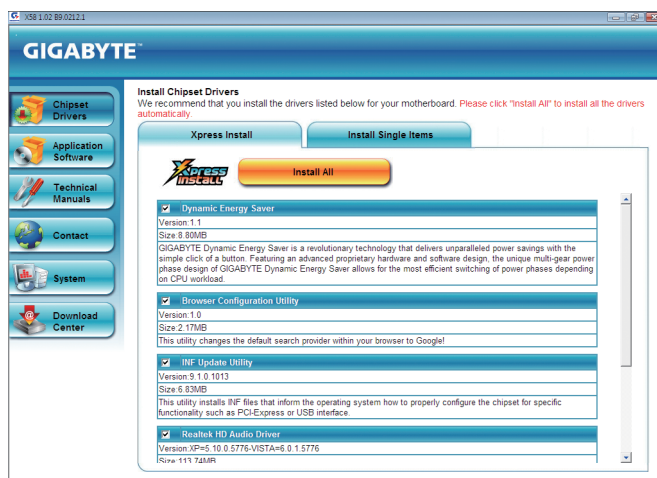 X58 1.02 B9.0212.1
GIGABYTE™
Chipset
Drivers
Application
Software
Technical
Manuals
Contact
System
Download
Center
Install Chipset Drivers
We recommend that you install the drivers listed below for your motherboard. Please click "Install All" to install all the drivers
automatically.
Xpress Install
Install Single Items
Xpress
Install
Install All
Dynamic Energy Saver
Version:1.1
Size:8.80MB
GIGABYTE Dynamic Energy Saver is a revolutionary technology that delivers unparalleled power savings with the
simple click of a button. Featuring an advanced proprietary hardware and software design, the unique multi-gear power
phase design of GIGABYTE Dynamic Energy Saver allows for the most efficient switching of power phases depending
on CPU workload.
Browser Configuration Utility
Version:1.0
Size:2.17MB
This utility changes the default search provider within your browser to Google!
INF Update Utility
Version:9.1.0.1013
Size:6.83MB
This utility installs INF files that inform the operating system how to properly configure the chipset for specific
functionality such as PCI-Express or USB interface.
Realtek HD Audio Driver
Version:XP=5.10.0.5776-VISTA=6.0.1.5776
Size:113.74MB